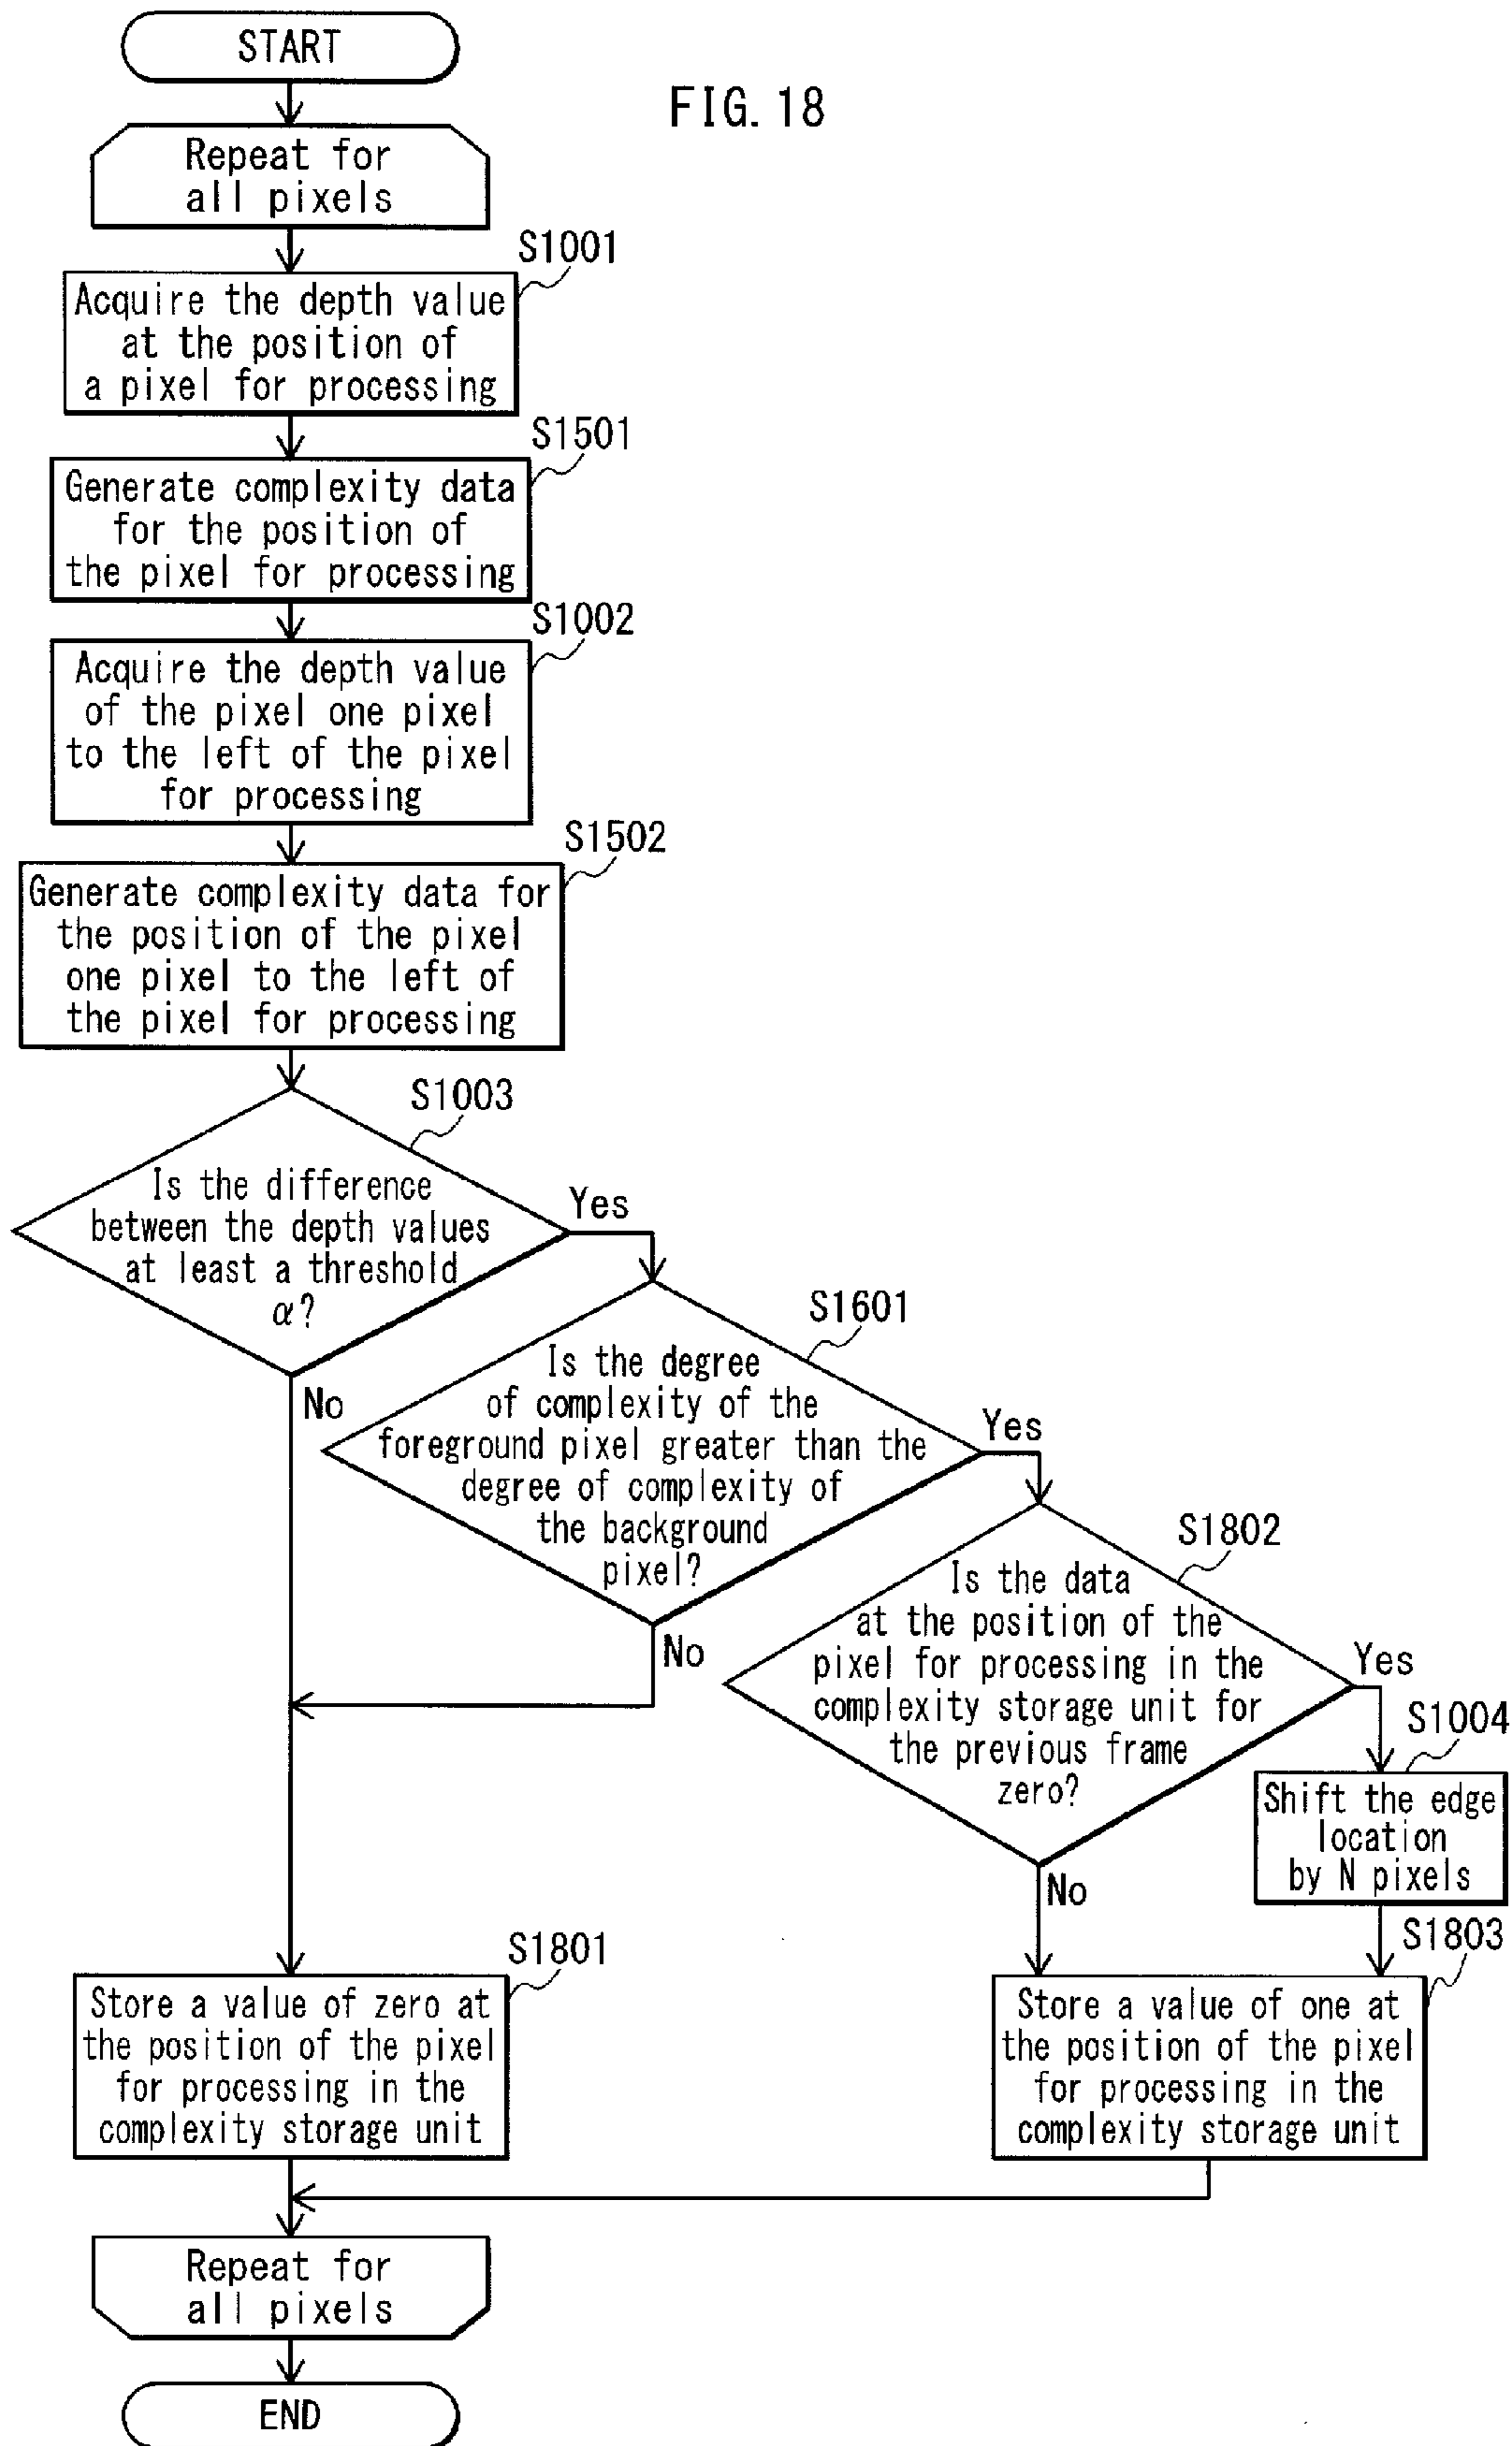 START
FIG. 18
Repeat for
all pixels
S1001
Acquire the depth value
at the position of
a pixel for processing
S1501
Generate complexity data
for the position of
the pixel for processing
S1002
Acquire the depth value
of the pixel one pixel
to the left of the pixel
for processing
S1502
Generate complexity data for
the position of the pixel
one pixel to the left of
the pixel for processing
S1003
Is the difference
between the depth values
at least a threshold
α?
Yes
No
S1601
Is the degree
of complexity of the
foreground pixel greater than the
degree of complexity of
the background
pixel?
Yes
No
S1802
Is the data
at the position of the
pixel for processing in the
complexity storage unit for
the previous frame
zero?
Yes
No
S1004
Shift the edge
location
by N pixels
S1801
Store a value of zero at
the position of the pixel
for processing in the
complexity storage unit
S1803
Store a value of one at
the position of the pixel
for processing in the
complexity storage unit
Repeat for
all pixels
END